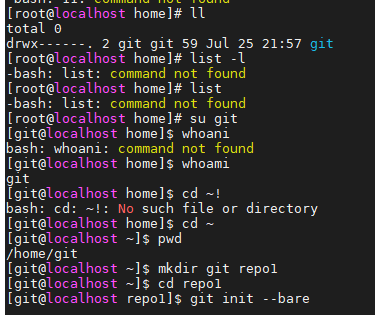 -bash: ll: command not found
[root@localhost home]# ll
total 0
drwx------. 2 git git 59 Jul 25 21:57 git
[root@localhost home]# list -l
-bash: list: command not found
[root@localhost home]# list
-bash: list: command not found
[root@localhost home]# su git
[git@localhost home]$ whoani
bash: whoani: command not found
[git@localhost home]$ whoami
git
[git@localhost home]$ cd ~!
bash: cd: ~!: No such file or directory
[git@localhost home]$ cd ~
[git@localhost ~]$ pwd
/home/git
[git@localhost ~]$ mkdir git repo1
[git@localhost ~]$ cd repo1
[git@localhost repo1]$ git init --bare